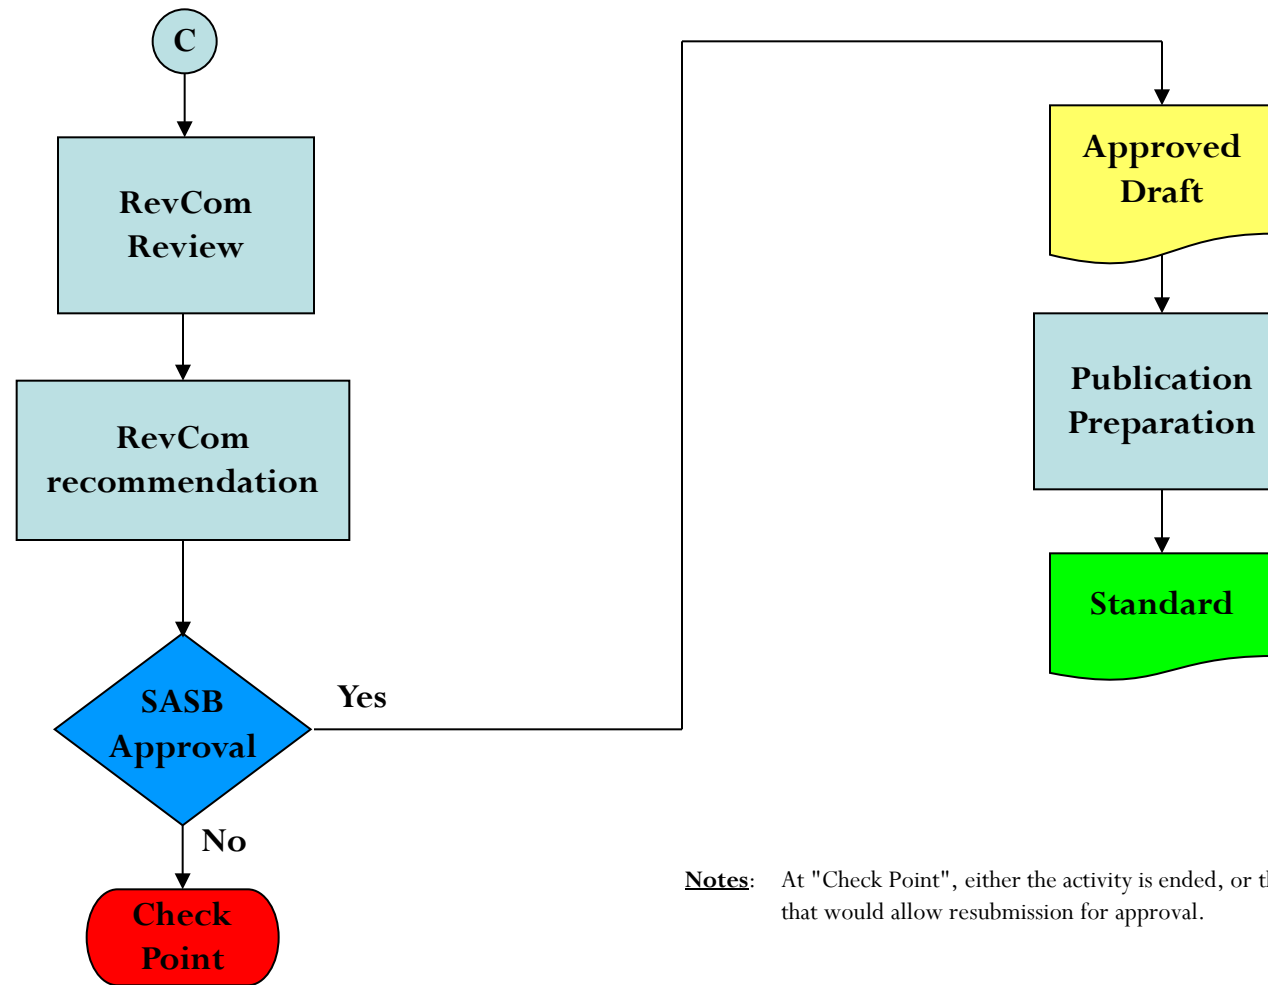 C
RevCom
Review
RevCom
recommendation
SASB
Approval
Yes
No
Check
Point
Approved
Draft
Publication
Preparation
Standard
Notes: At "Check Point", either the activity is ended, or
that would allow resubmission for approval.